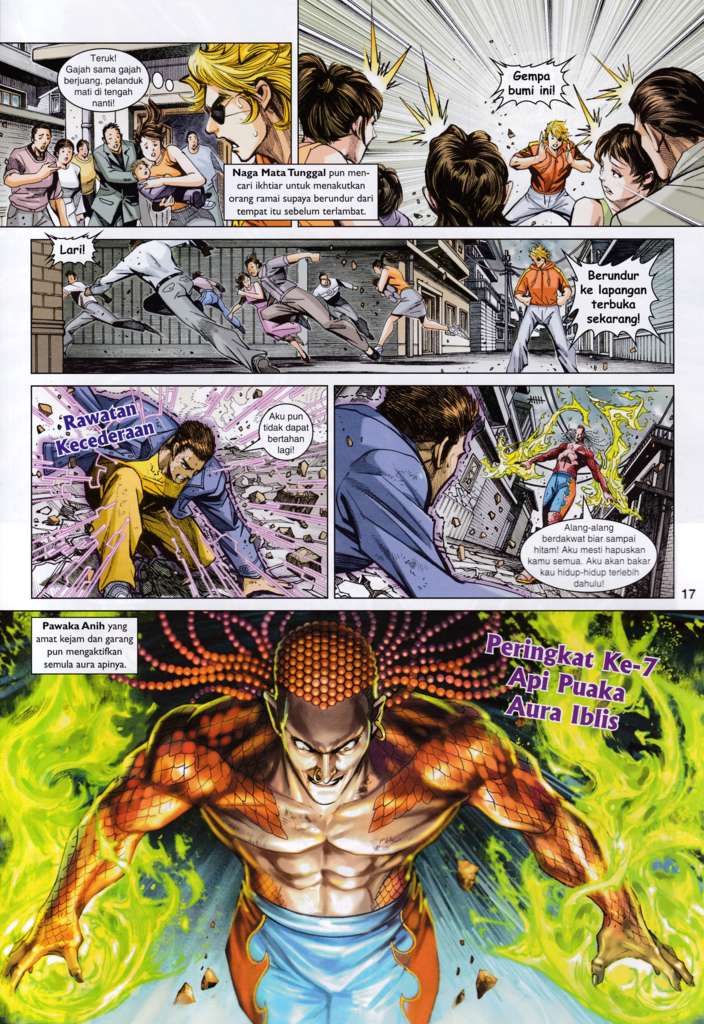 Teruk!
Gajah sama gajah
berjuang, pelanduk
mati di tengah
nanti!
Naga Mata Tunggal pun men-
cari ikhtiar untuk menakutkan
orang ramai supaya berundur dari
tempat itu sebelum terlambat.
Gempa
bumi ini!
Lari!
Berundur
ke lapangan
terbuka
sekarang!
Rawatan
Kecederaan
Aku pun
tidak dapat
bertahan
lagi!
Alang-alang
berdakwat biar sampai
hitam! Aku mesti hapuskan
kamu semua. Aku akan bakar
kau hidup-hidup terlebih
dahulu!
17
Pawaka Anih yang
amat kejam dan garang
pun mengaktifkan
semula aura apinya.
Peringkat Ke-7
Api Puaka
Aura Iblis